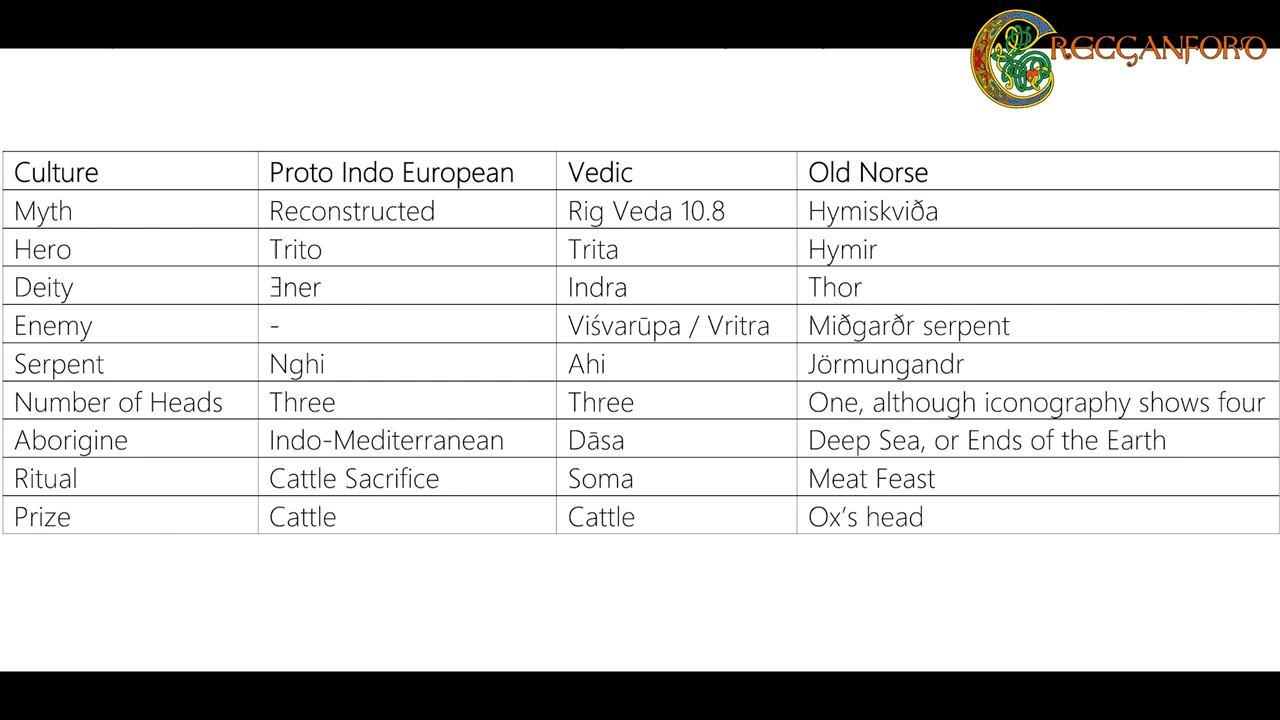 CRECGANFORD
Culture Proto Indo European Vedic Old Norse
Myth Reconstructed Rig Veda 10.8 Hymiskviða
Hero Trito Trita Hymir
Deity Ǝner Indra Thor
Enemy - Viśvarūpa / Vritra Miðgarðr serpent
Serpent Nghi Ahi Jörmungandr
Number of Heads Three Three One, although iconography shows four
Aborigine Indo-Mediterranean Dāsa Deep Sea, or Ends of the Earth
Ritual Cattle Sacrifice Soma Meat Feast
Prize Cattle Cattle Ox’s head